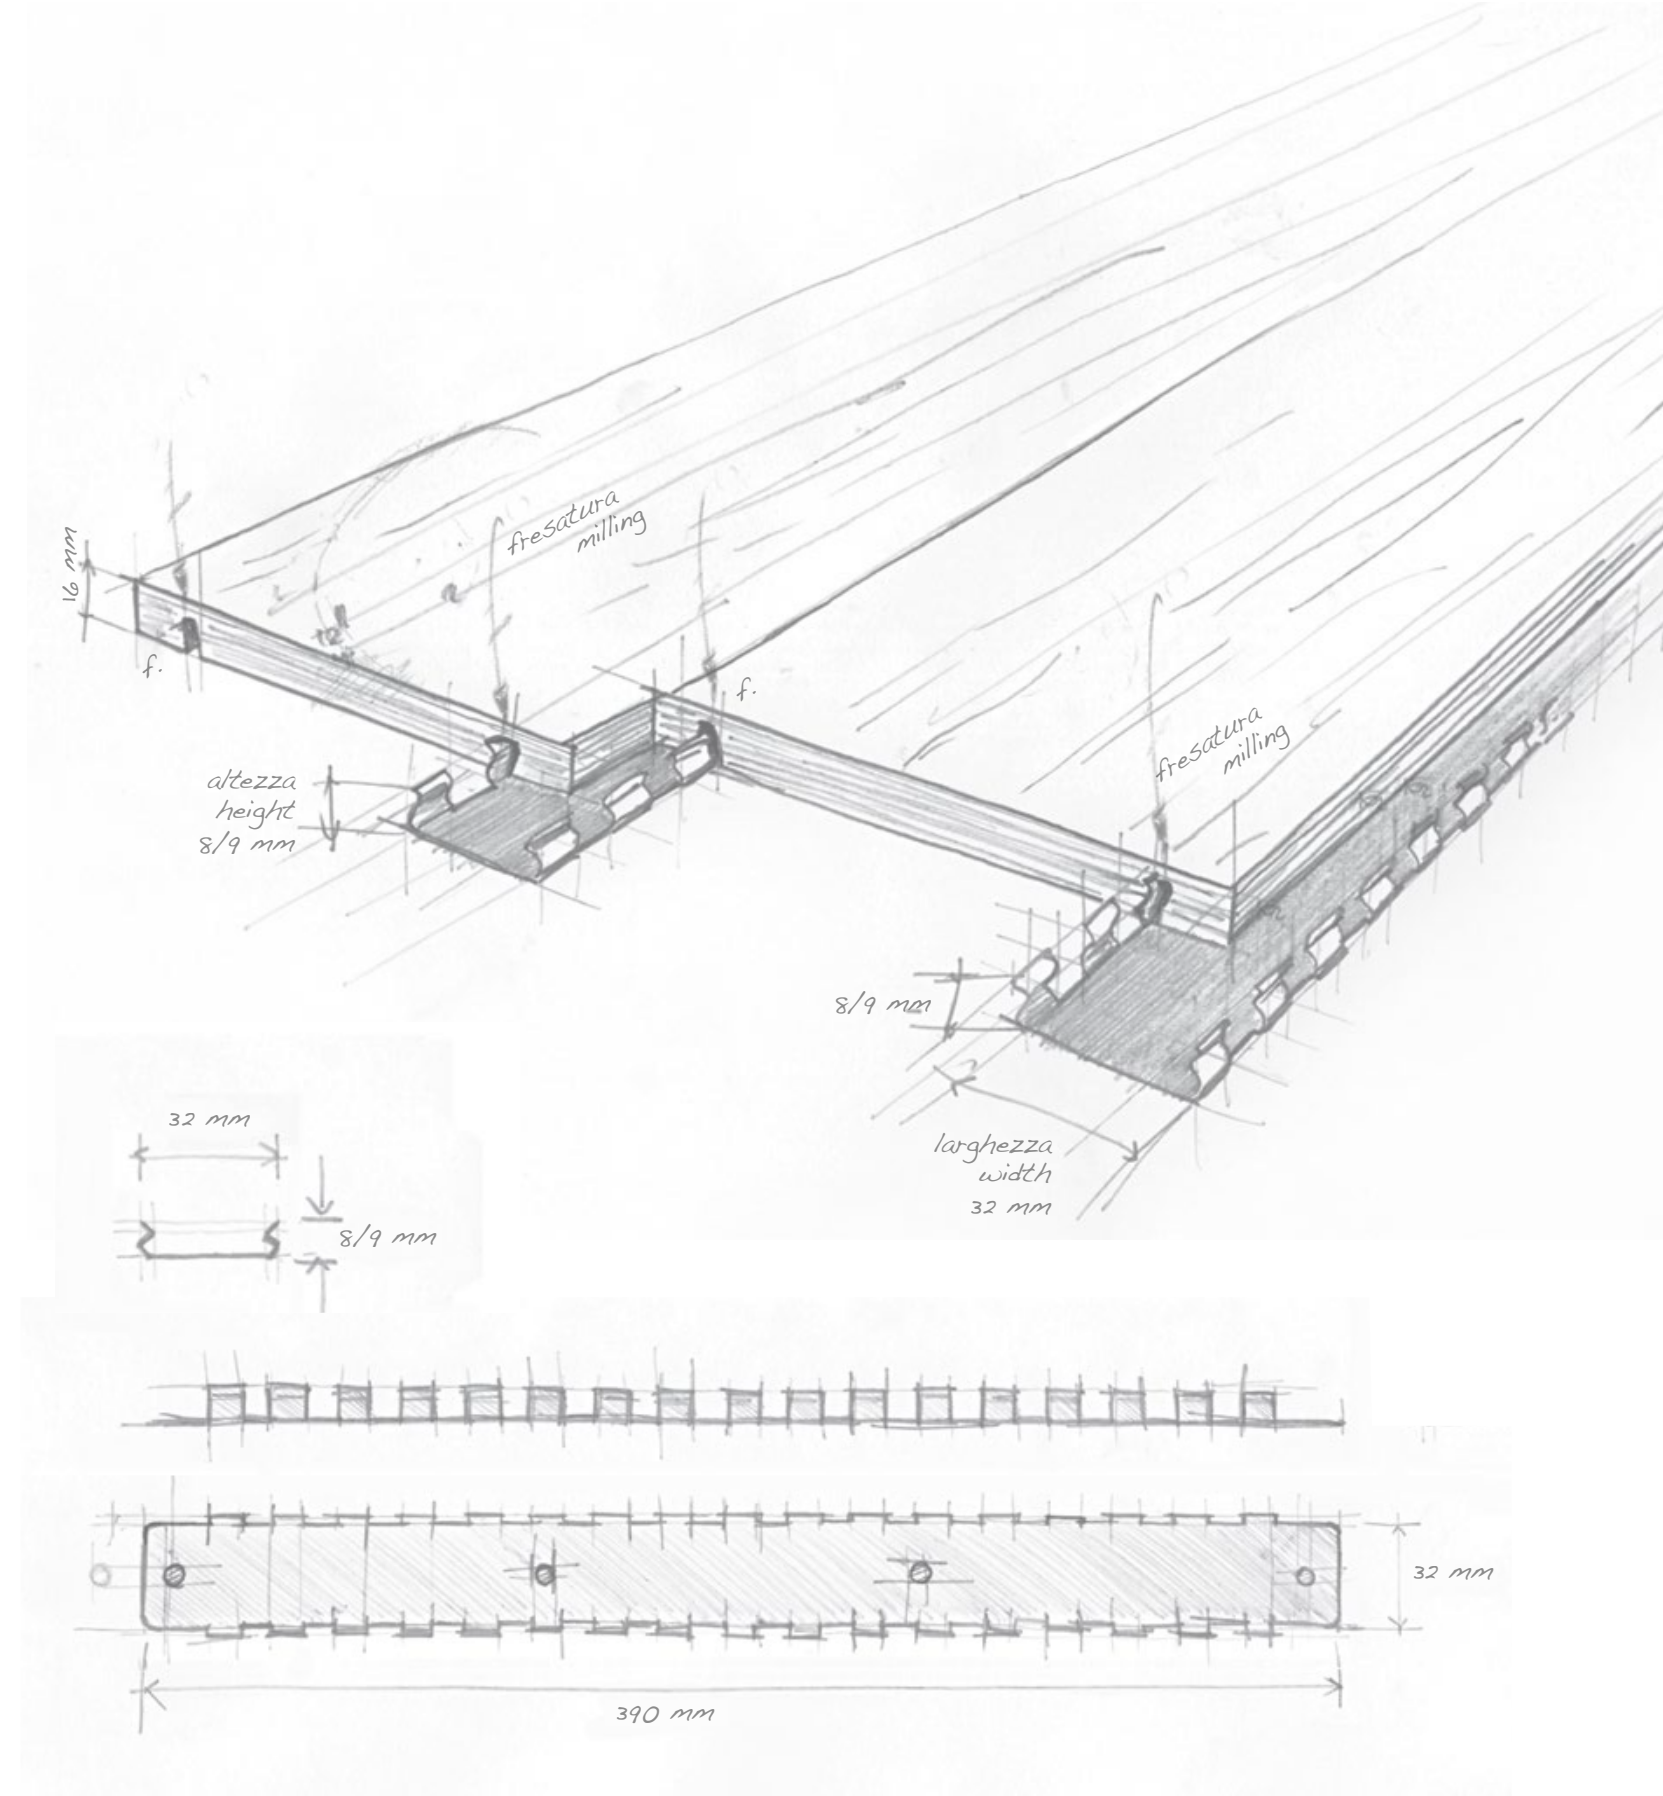 fresatura
milling
16 mm
f.
f.
altezza
height
8/9 mm
fresatura
milling
8/9 mm
larghezza
width
32 mm
32 mm
8/9 mm
32 mm
390 mm